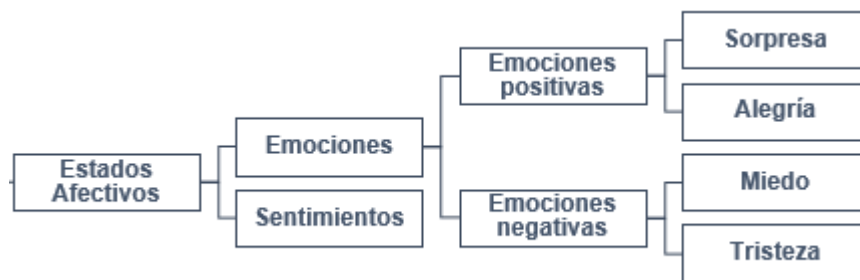 Estados
Afectivos
Emociones
Sentimientos
Emociones
positivas
Emociones
negativas
Sorpresa
Alegría
Miedo
Tristeza